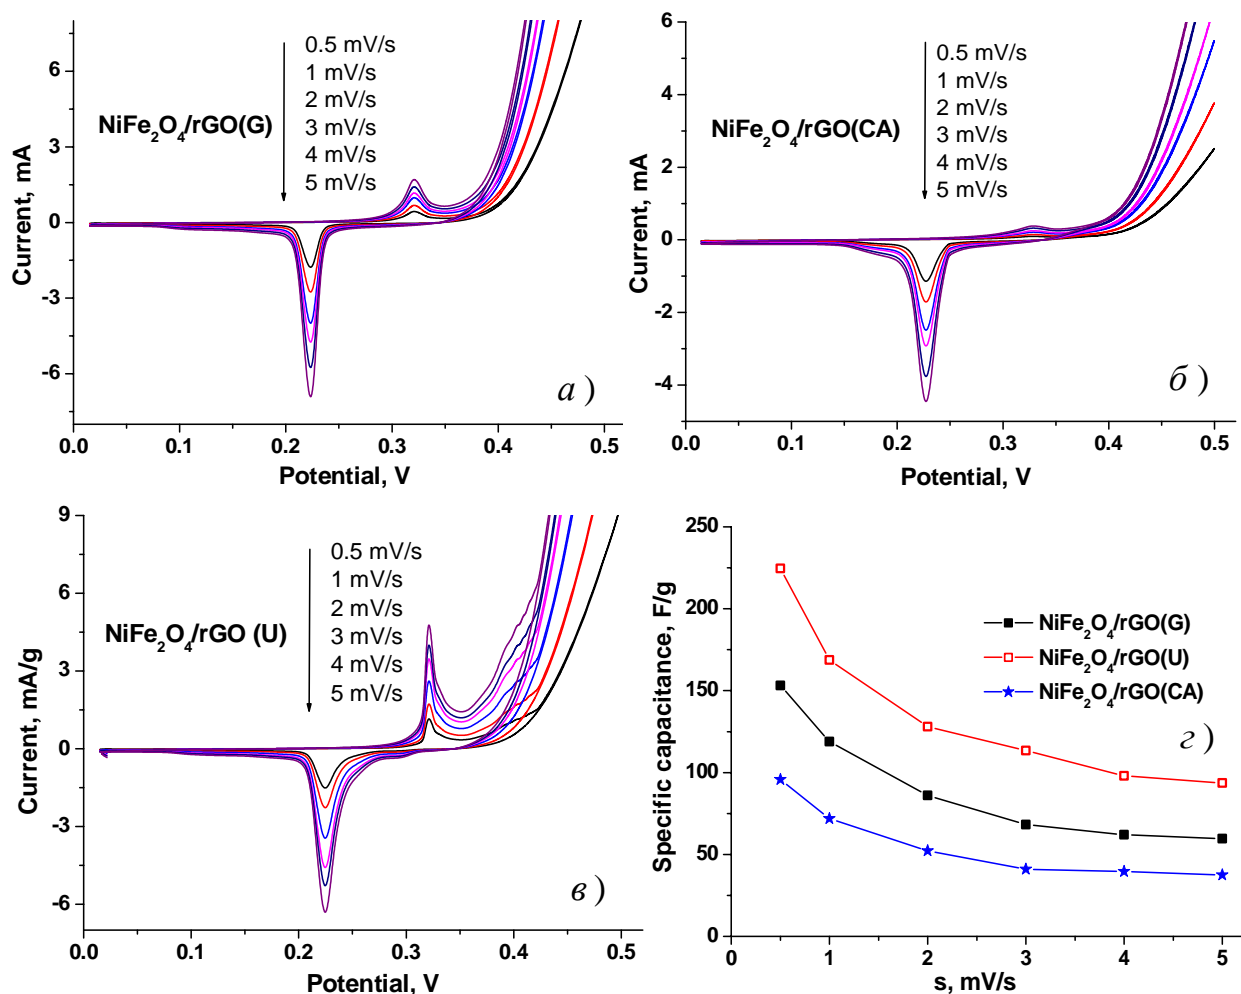 6
3
0
-3
-6
Current, mA
0.5 mV/s
1 mV/s
2 mV/s
3 mV/s
4 mV/s
5 mV/s
NiFe₂O₄/rGO(G)
а )
0.0 0.1 0.2 0.3 0.4 0.5
Potential, V
6
4
2
0
-2
-4
Current, mA
0.5 mV/s
1 mV/s
2 mV/s
3 mV/s
4 mV/s
5 mV/s
NiFe₂O₄/rGO(CA)
б )
0.0 0.1 0.2 0.3 0.4 0.5
Potential, V
9
6
3
0
-3
-6
Current, mA/g
0.5 mV/s
1 mV/s
2 mV/s
3 mV/s
4 mV/s
5 mV/s
NiFe₂O₄/rGO (U)
в )
0.0 0.1 0.2 0.3 0.4 0.5
Potential, V
250
200
150
100
50
0
Specific capacitance, F/g
NiFe₂O₄/rGO(G)
NiFe₂O₄/rGO(U)
NiFe₂O₄/rGO(CA)
г )
0 1 2 3 4 5
s, mV/s